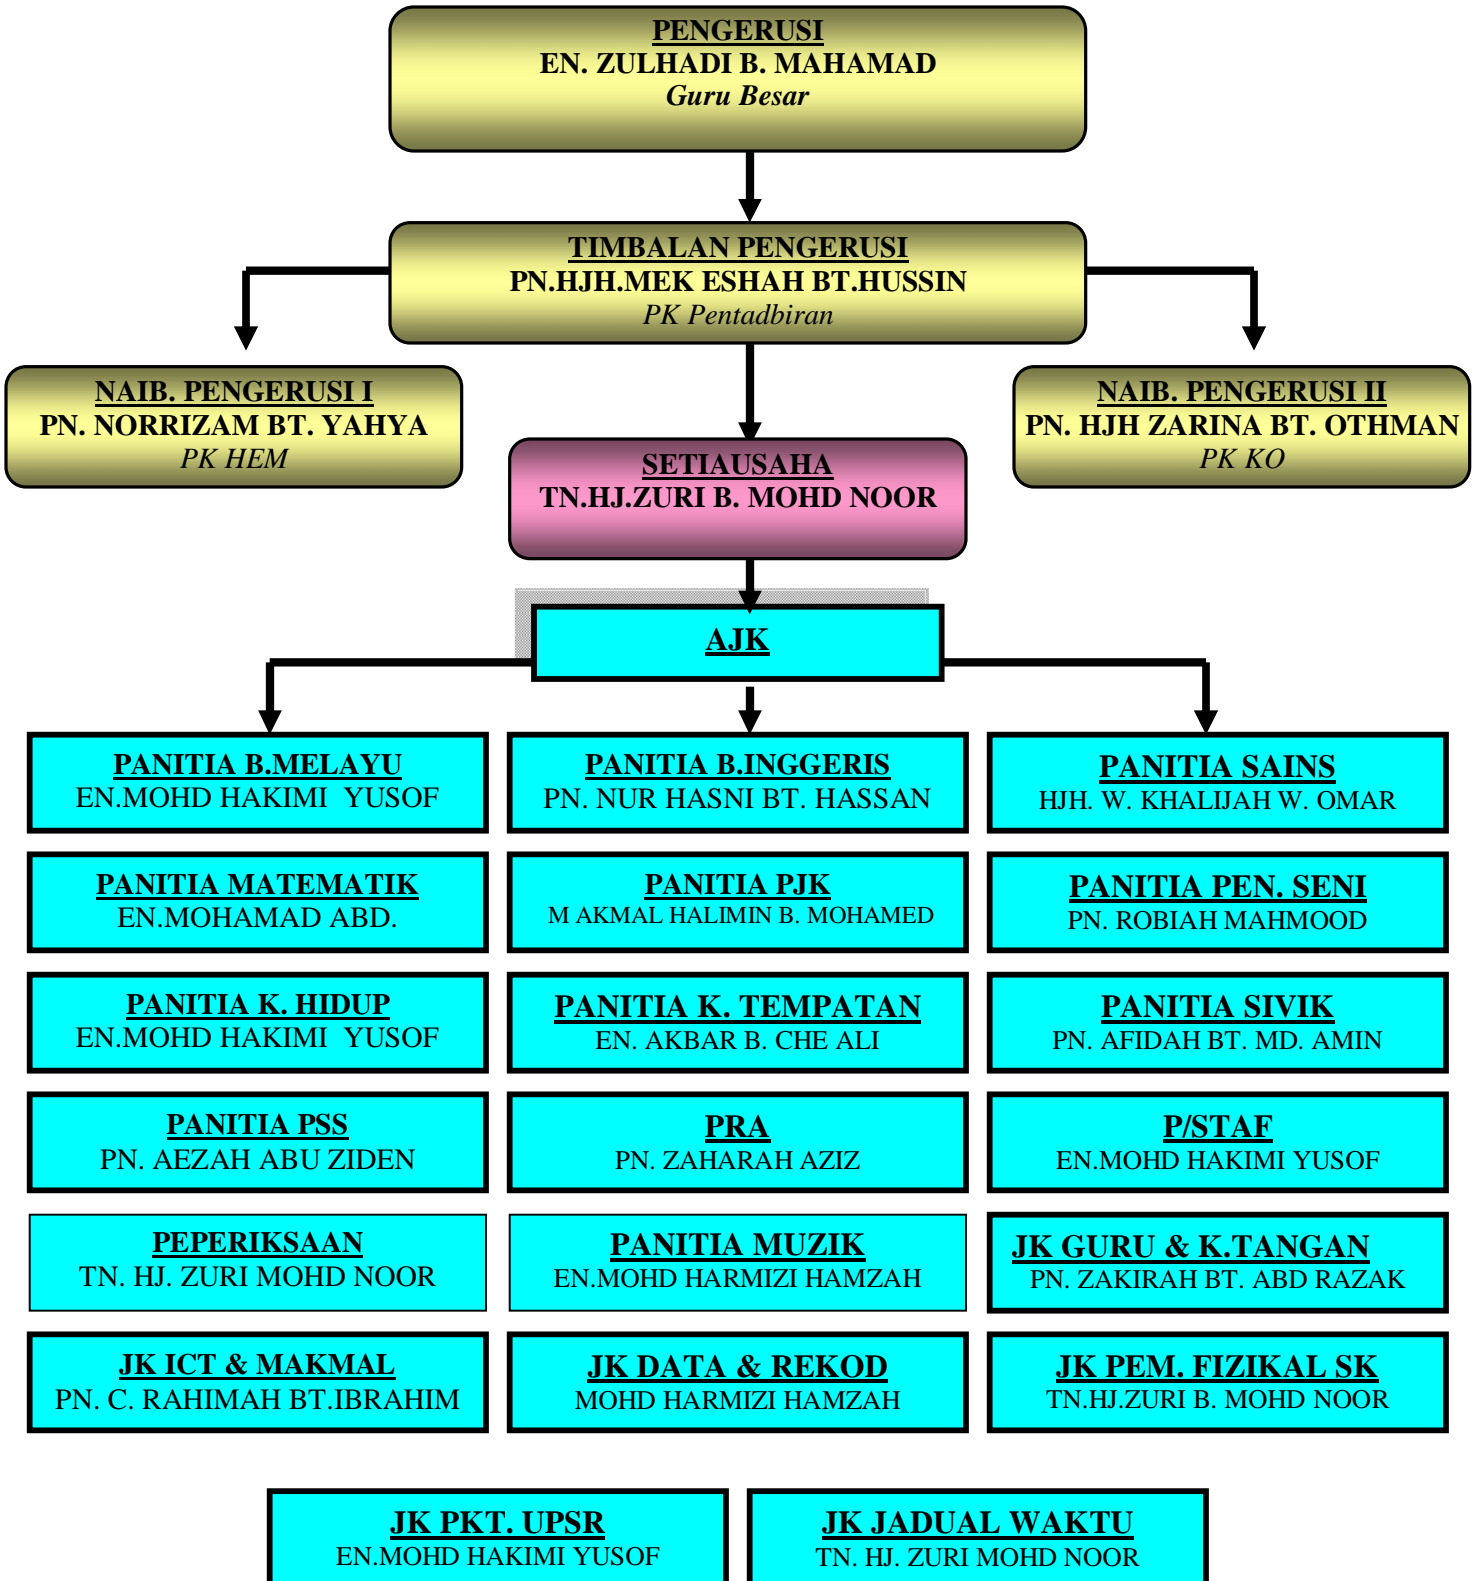 PENGERUSI
EN. ZULHADI B. MAHAMAD
Guru Besar
TIMBALAN PENGERUSI
PN.HJH.MEK ESHAH BT.HUSSIN
PK Pentadbiran
NAIB. PENGERUSI I
PN. NORRIZAM BT. YAHYA
PK HEM
NAIB. PENGERUSI II
PN. HJH ZARINA BT. OTHMAN
PK KO
SETIAUSAHA
TN.HJ.ZURI B. MOHD NOOR
AJK
PANITIA B.MELAYU
EN.MOHD HAKIMI  YUSOF
PANITIA B.INGGERIS
PN. NUR HASNI BT. HASSAN
PANITIA SAINS
HJH. W. KHALIJAH W. OMAR
PANITIA MATEMATIK
EN.MOHAMAD ABD.
PANITIA PJK
M AKMAL HALIMIN B. MOHAMED
PANITIA PEN. SENI
PN. ROBIAH MAHMOOD
PANITIA K. HIDUP
EN.MOHD HAKIMI  YUSOF
PANITIA K. TEMPATAN
EN. AKBAR B. CHE ALI
PANITIA SIVIK
PN. AFIDAH BT. MD. AMIN
PANITIA PSS
PN. AEZAH ABU ZIDEN
PRA
PN. ZAHARAH AZIZ
P/STAF
EN.MOHD HAKIMI YUSOF
PEPERIKSAAN
TN. HJ. ZURI MOHD NOOR
PANITIA MUZIK
EN.MOHD HARMIZI HAMZAH
JK GURU & K.TANGAN
PN. ZAKIRAH BT. ABD RAZAK
JK ICT & MAKMAL
PN. C. RAHIMAH BT.IBRAHIM
JK DATA & REKOD
MOHD HARMIZI HAMZAH
JK PEM. FIZIKAL SK
TN.HJ.ZURI B. MOHD NOOR
JK PKT. UPSR
EN.MOHD HAKIMI YUSOF
JK JADUAL WAKTU
TN. HJ. ZURI MOHD NOOR